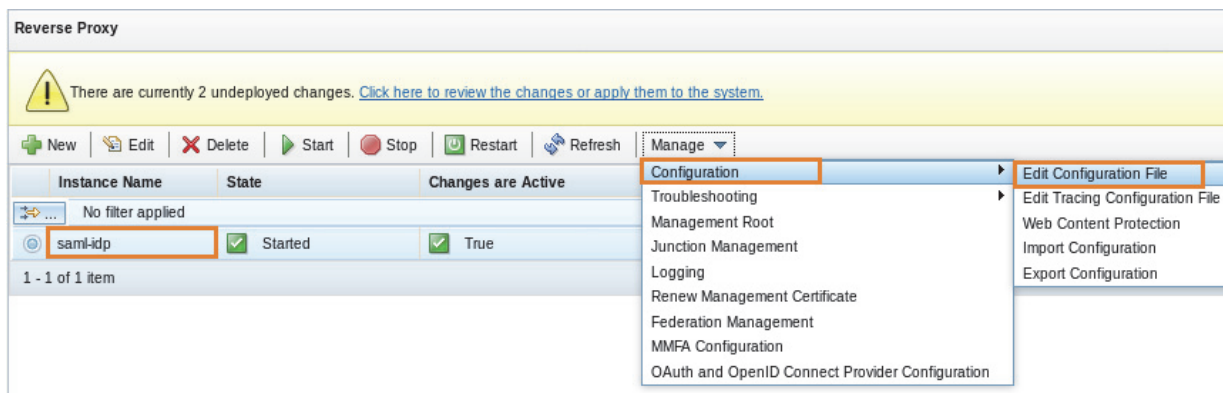 Reverse Proxy
There are currently 2 undeployed changes. Click here to review the changes or apply them to the system.
New Edit Delete Start Stop Restart Refresh Manage
Instance Name State Changes are Active
... No filter applied
saml-idp Started True
1 - 1 of 1 item
Configuration
Troubleshooting
Management Root
Junction Management
Logging
Renew Management Certificate
Federation Management
MMFA Configuration
OAuth and OpenID Connect Provider Configuration
Edit Configuration File
Edit Tracing Configuration File
Web Content Protection
Import Configuration
Export Configuration